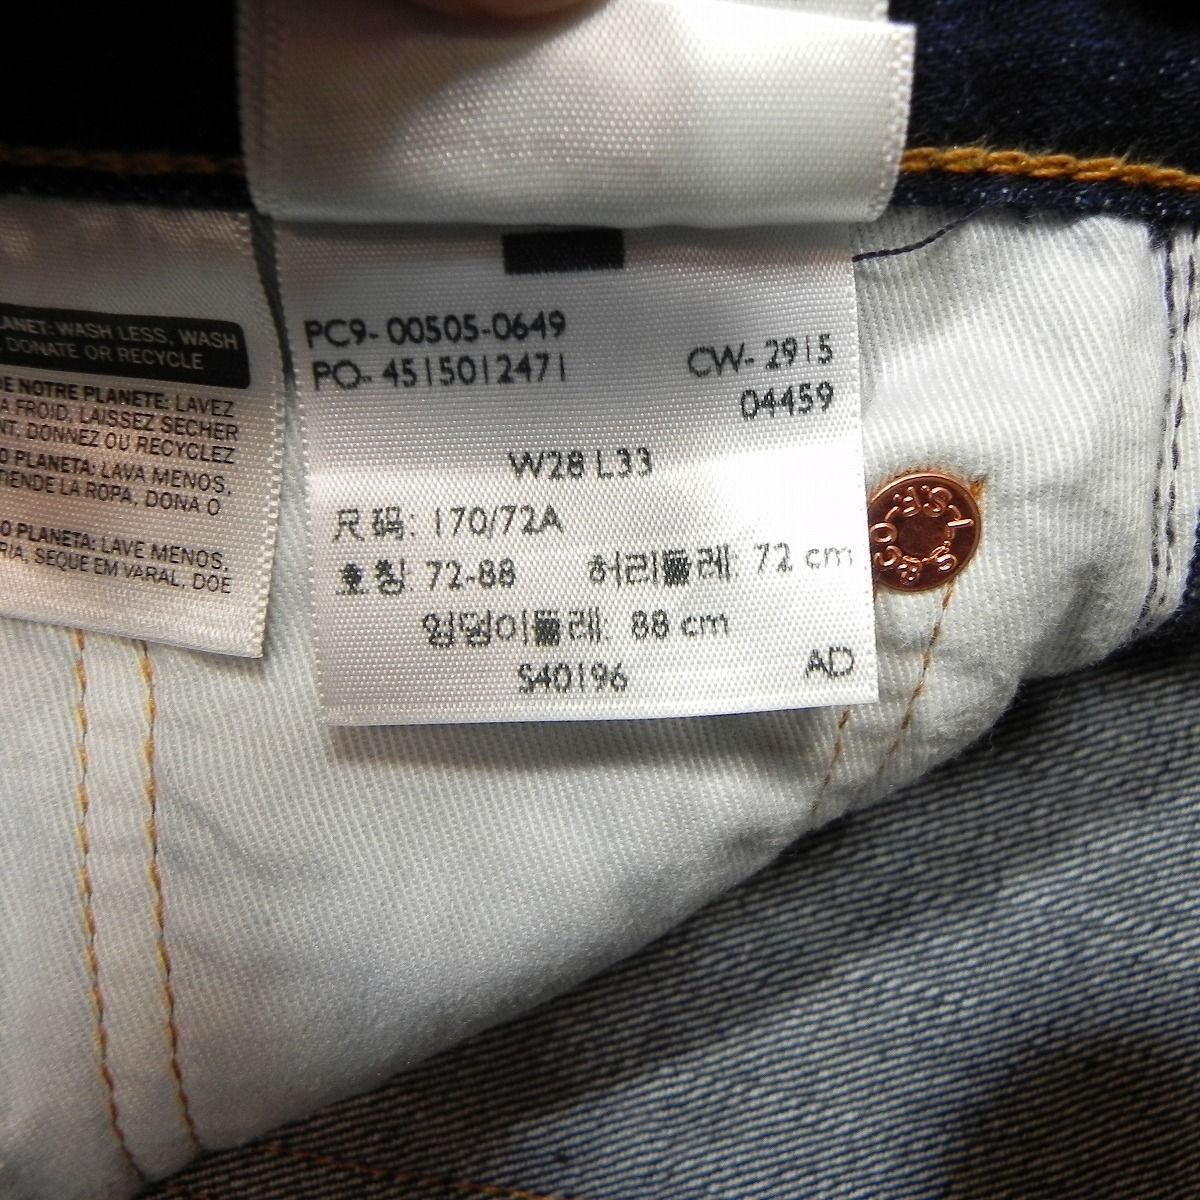 LANET: WASH LESS, WASH
DONATE OR RECYCLE
DE NOTRE PLANETE: LAVEZ
A FROID, LAISSEZ SECHER
NT, DONNEZ OU RECYCLEZ
O PLANETA: LAVA MENOS,
TIENDE LA ROPA, DONA O
O PLANETA: LAVE MENOS,
RIA, SEQUE EM VARAL, DOE
PC9- 00505-0649
PO- 4515012471
CW- 2915
04459
W28 L33
尺码: 170/72A
호칭: 72-88 허리둘레: 72 cm
엉덩이둘레: 88 cm
S40196
AD
L.S.&CO. S.F.